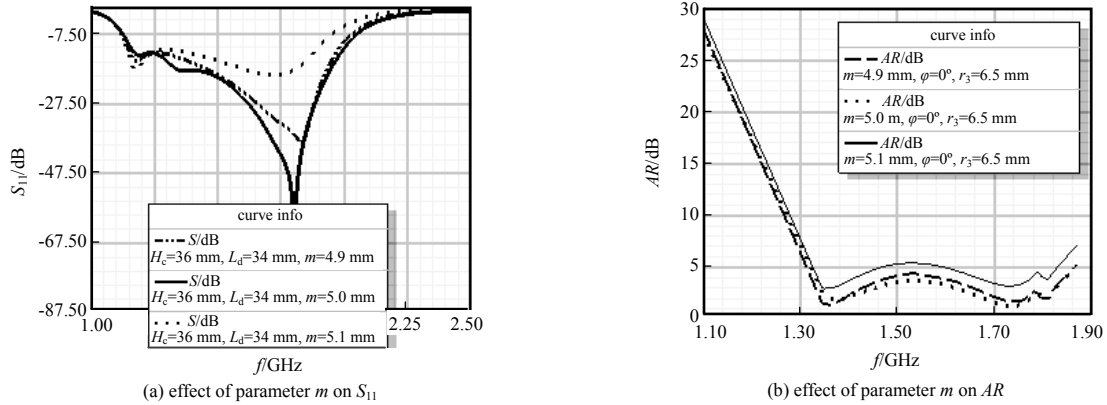 -7.50
-27.50
-47.50
-67.50
-87.50
S₁₁/dB
curve info
S/dB
Hc=36 mm, Ld=34 mm, m=4.9 mm
S/dB
Hc=36 mm, Ld=34 mm, m=5.0 mm
S/dB
Hc=36 mm, Ld=34 mm, m=5.1 mm
1.00 2.25 2.50
f/GHz
(a) effect of parameter m on S₁₁
30
25
20
15
10
5
0
AR/dB
curve info
AR/dB
m=4.9 mm, φ=0°, r₃=6.5 mm
AR/dB
m=5.0 m, φ=0°, r₃=6.5 mm
AR/dB
m=5.1 mm, φ=0°, r₃=6.5 mm
1.10 1.30 1.50 1.70 1.90
f/GHz
(b) effect of parameter m on AR